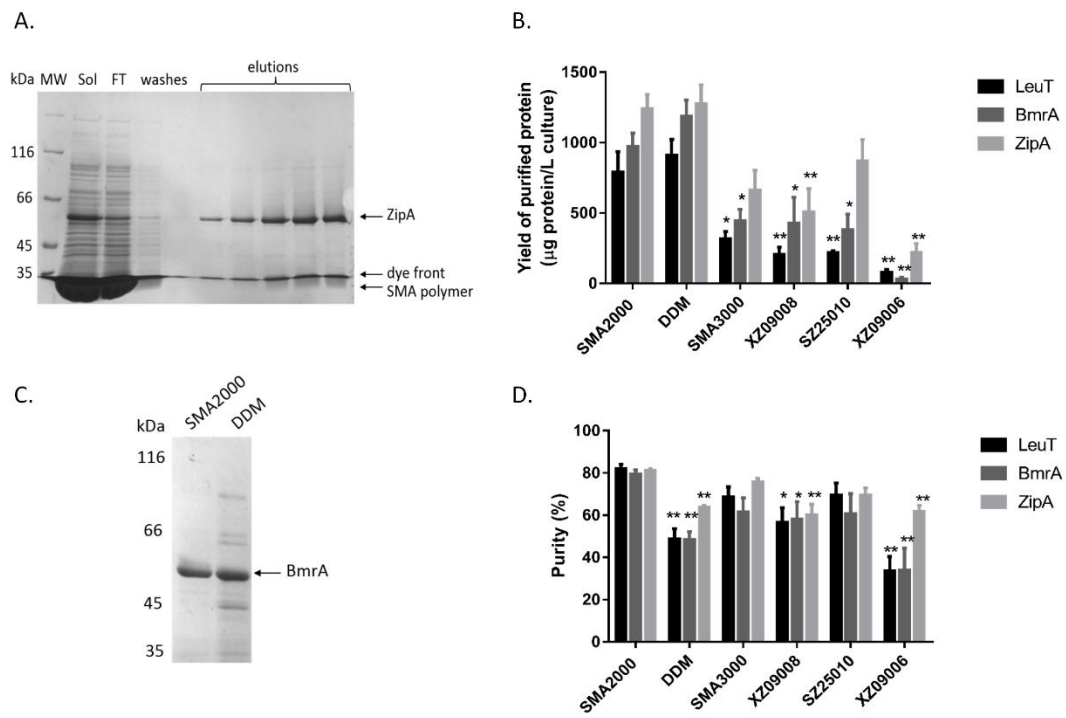 A.
elutions
kDa MW Sol FT washes
116
66
ZipA
45
35
dye front
SMA polymer
B.
Yield of purified protein
(μg protein/L culture)
1500
1000
500
0
* * ** * ** ** * ** ** **
SMA2000
DDM
SMA3000
XZ09008
SZ25010
XZ09006
LeuT
BmrA
ZipA
C.
SMA2000
DDM
kDa
116
66
BmrA
45
35
D.
Purity (%)
100
80
60
40
20
0
** ** ** * * ** ** ** **
SMA2000
DDM
SMA3000
XZ09008
SZ25010
XZ09006
LeuT
BmrA
ZipA